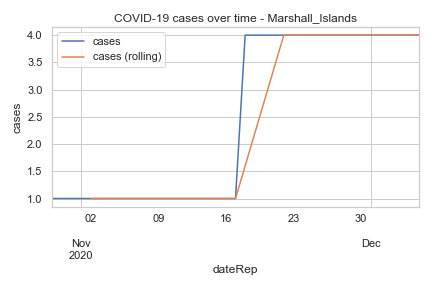 COVID-19 cases over time - Marshall_Islands
cases
cases (rolling)
4.0
3.5
3.0
2.5
2.0
1.5
1.0
cases
02 09 16 23 30
Nov Dec
2020
dateRep